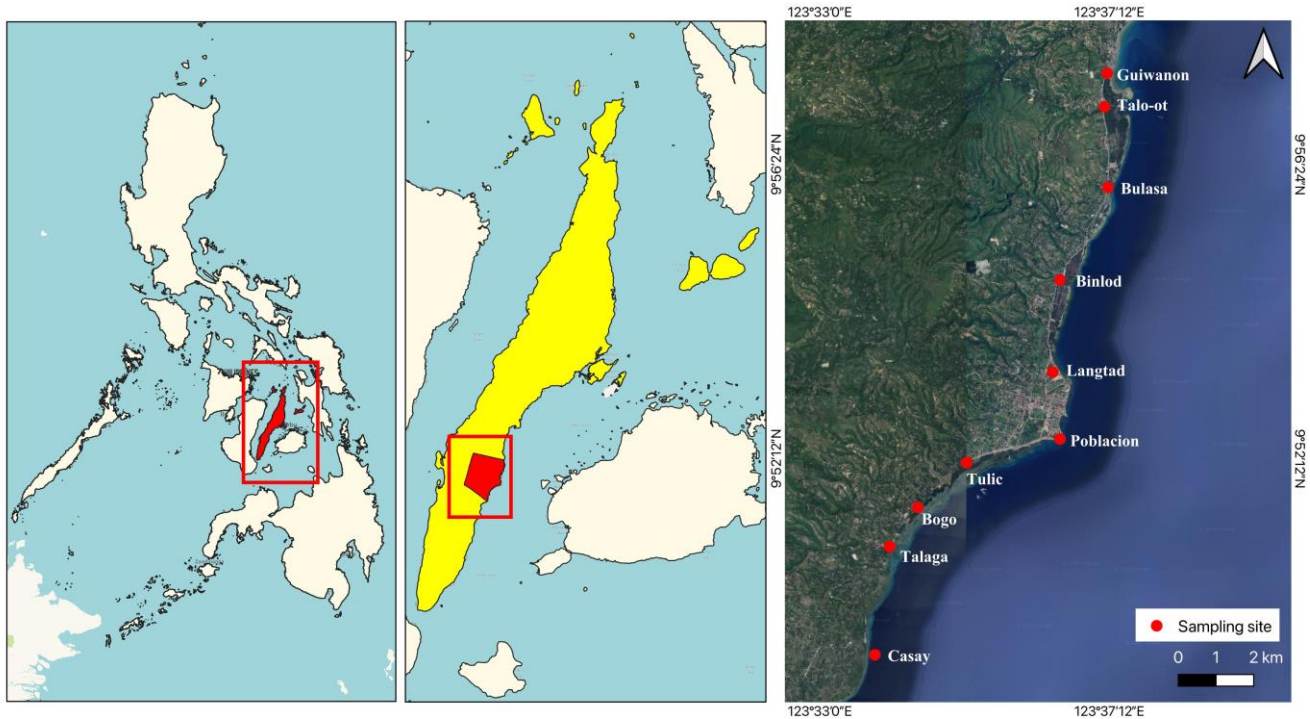 123°33′0″E
123°37′12″E
Guiwanon
Talo-ot
9°56′24″N
9°56′24″N
Bulasa
Binlod
Langtad
Poblacion
9°52′12″N
9°52′12″N
Tulic
Bogo
Talaga
Sampling site
Casay
0 1 2 km
123°33′0″E
123°37′12″E